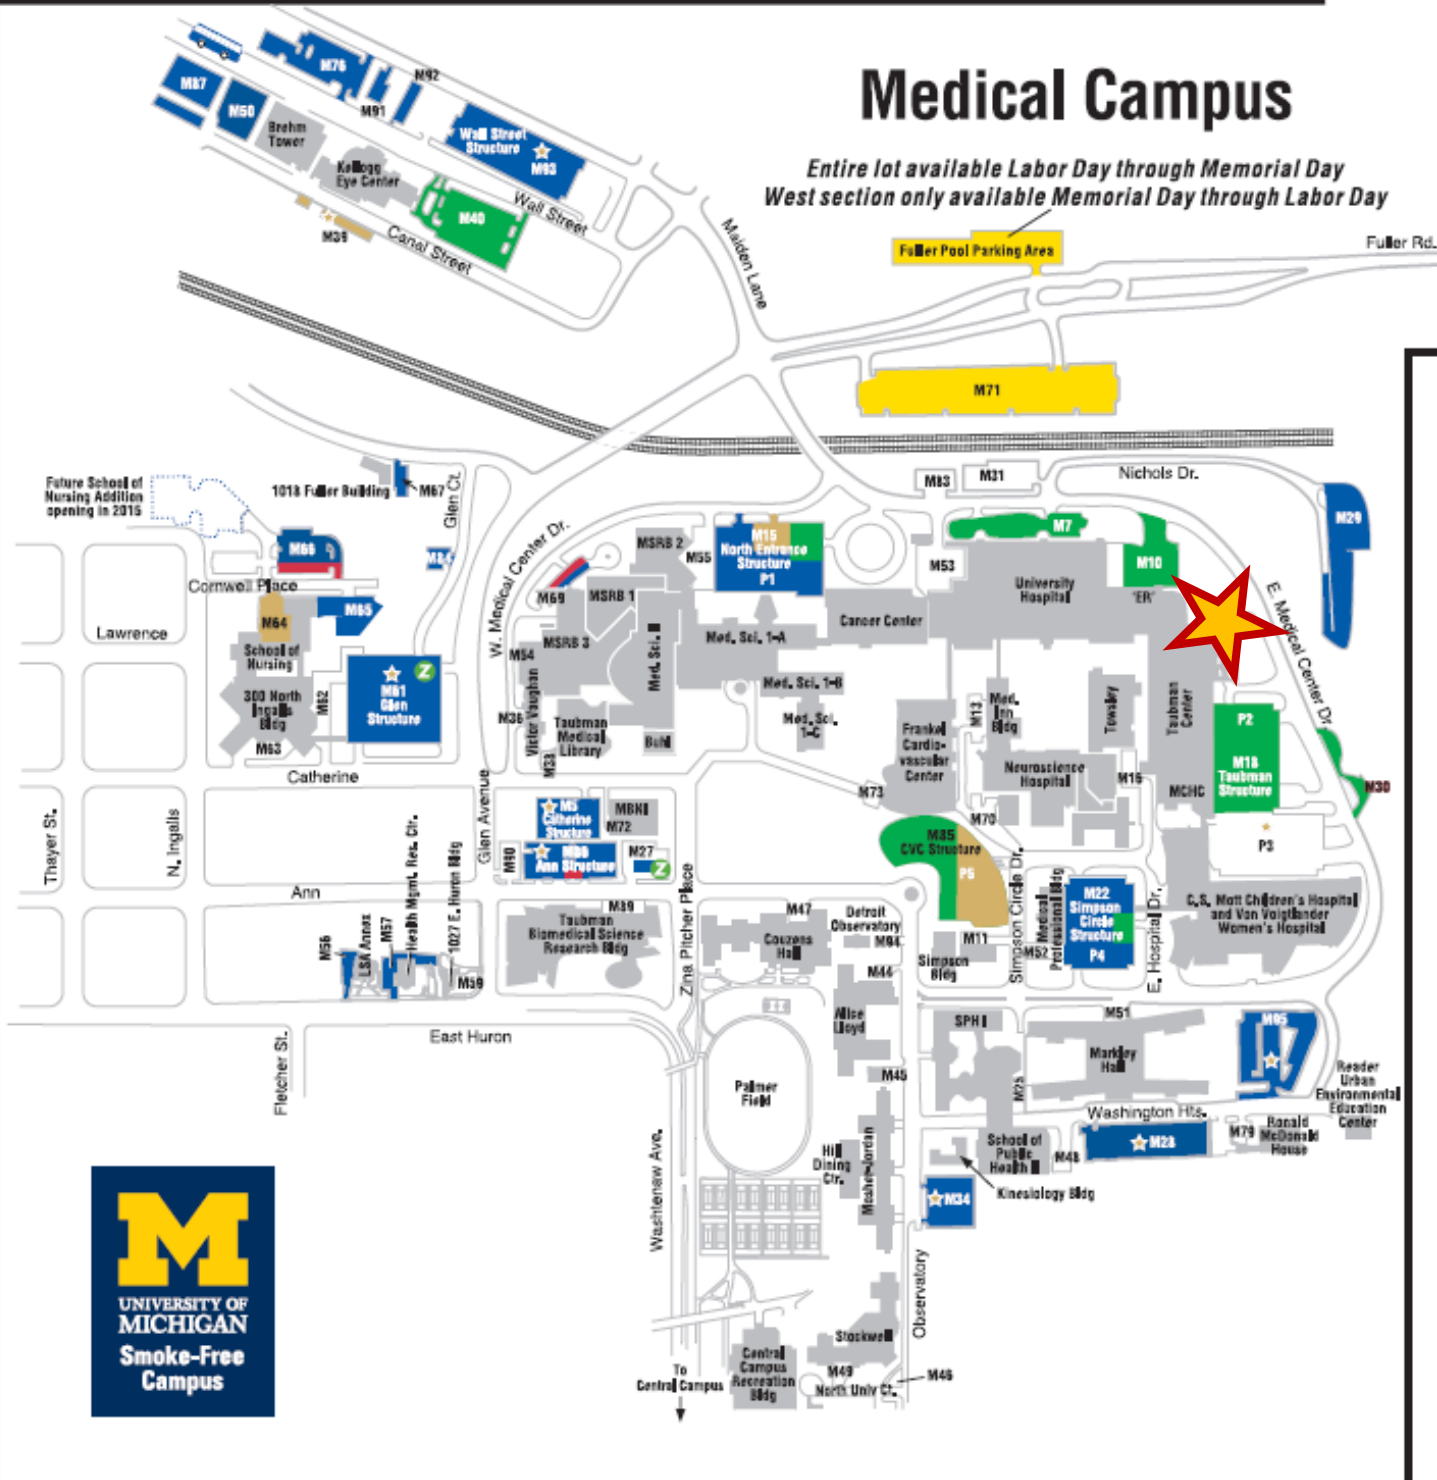 Medical Campus
Entire lot available Labor Day through Memorial Day
West section only available Memorial Day through Labor Day
Fuller Pool Parking Area
Fuller Rd.
M87
M50
M76
M91
M92
Brehm
Tower
Kellogg
Eye Center
Wall Street
Structure
M93
Wall Street
M40
M39
Canal Street
Maiden Lane
M71
Nichols Dr.
M83
M31
Future School of
Nursing Addition
opening in 2015
1018 Fuller Building
M67
Glen Ct.
M66
M84
Cornwell Place
M65
M64
Lawrence
School of
Nursing
300 North
Ingalls
Bldg
M62
M63
M61
Glen
Structure
Z
Catherine
W. Medical Center Dr.
M69
MSRB 1
MSRB 2
MSRB 3
M55
M54
M36
Victor Vaughan
M33
Taubman
Medical
Library
Med. Sci. II
Buhl
M15
North Entrance
Structure
P1
Med. Sci. 1-A
Med. Sci. 1-B
Med. Sci.
1-C
Cancer Center
M53
M7
M10
'ER'
University
Hospital
E. Medical Center Dr.
M29
Frankel
Cardio-
vascular
Center
M13
Med.
Inn
Bldg
Towsley
Taubman
Center
Neuroscience
Hospital
M16
MCHC
P2
M18
Taubman
Structure
M30
P3
M73
M70
M85
CVC Structure
P5
Thayer St.
N. Ingalls
Glen Avenue
Ann
M5
Catherine
Structure
MBNI
M72
M90
M86
Ann Structure
M27
Z
Zina Pitcher Place
M56
LSA Annex
M57
Health Mgmt. Res. Ctr.
1027 E. Huron Bldg
M59
M89
Taubman
Biomedical Science
Research Bldg
M47
Couzens
Hall
Detroit
Observatory
M94
M44
M11
Simpson
Bldg
Simpson Circle Dr.
M52
Medical
Professional Bldg
M22
Simpson
Circle
Structure
P4
E. Hospital Dr.
C.S. Mott Children's Hospital
and Von Voigtlander
Women's Hospital
East Huron
Fletcher St.
Washtenaw Ave.
Palmer
Field
Alice
Lloyd
M45
SPH I
M25
M51
Markley
Hall
M95
Reader
Urban
Environmental
Education
Center
Washington Hts.
M28
M79
Ronald
McDonald
House
School of
Public
Health II
M48
Kinesiology Bldg
M34
Hill
Dining
Ctr.
Mosher-Jordan
Observatory
Stockwell
M49
North Univ Ct.
M46
Central
Campus
Recreation
Bldg
To
Central Campus
M
UNIVERSITY OF
MICHIGAN
Smoke-Free
Campus